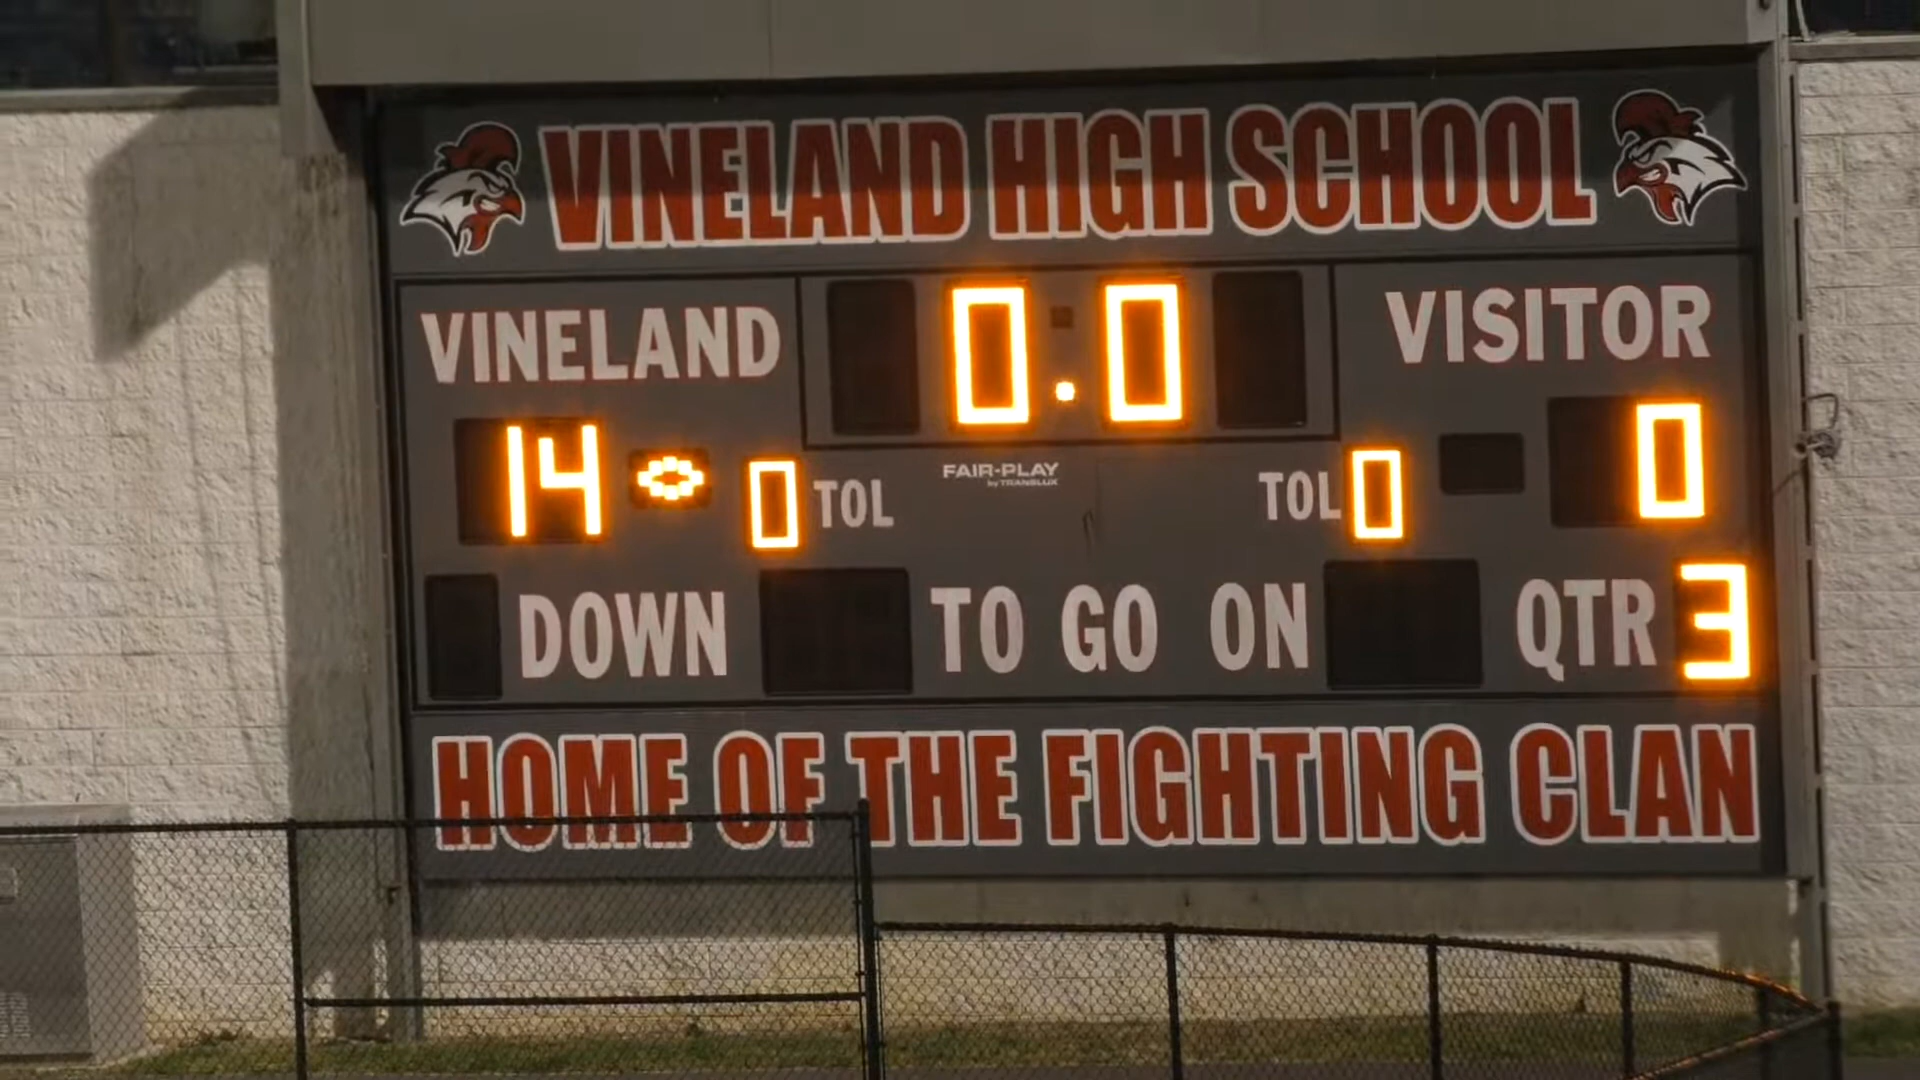 VINELAND HIGH SCHOOL
VINELAND 0.0 VISITOR
14 0 TOL FAIR-PLAY TOL 0 0
by TRANSLUX
DOWN TO GO ON QTR 3
HOME OF THE FIGHTING CLAN